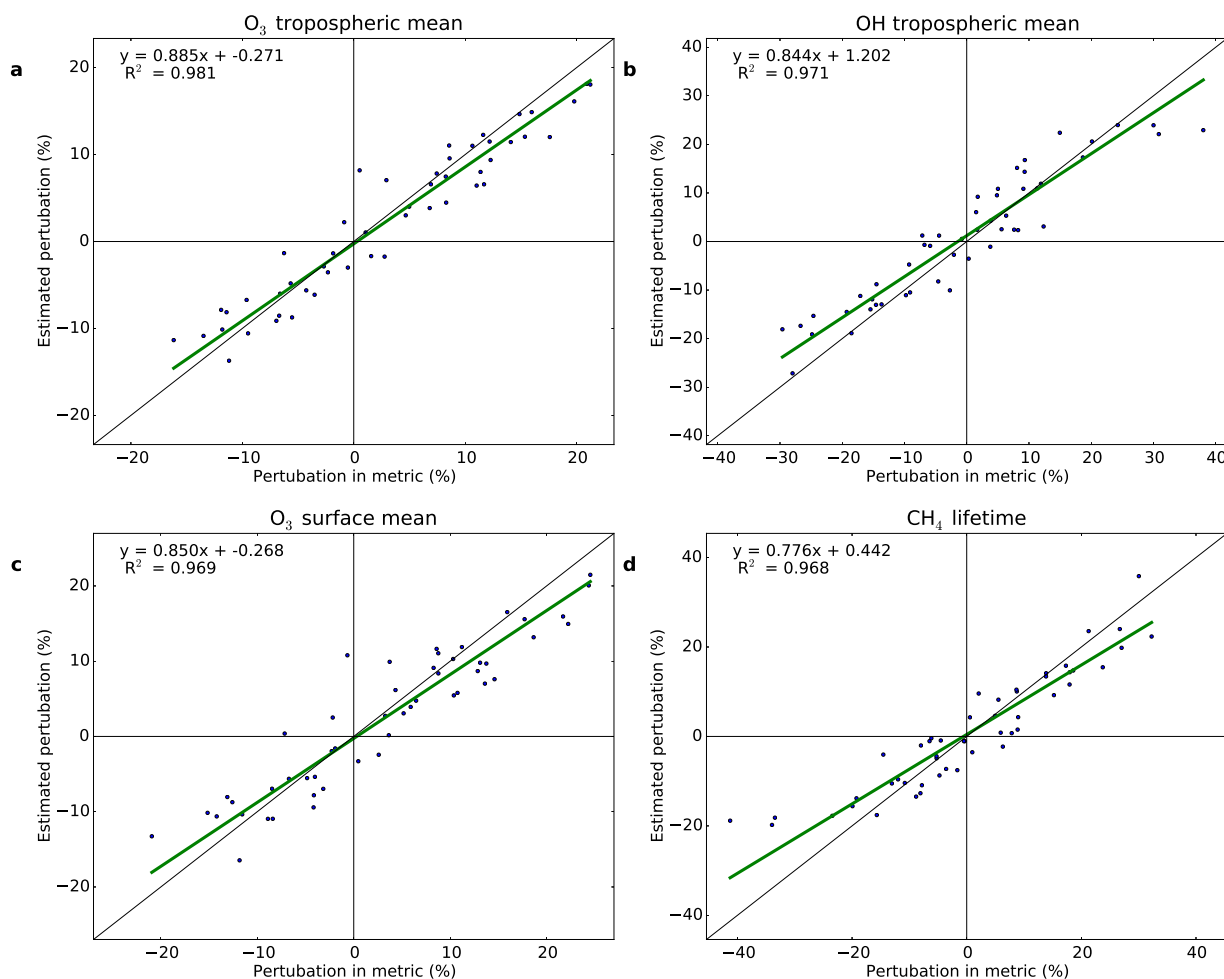 O₃ tropospheric mean
a
y = 0.885x + -0.271
R² = 0.981
20
10
0
−10
−20
Estimated pertubation (%)
−20 −10 0 10 20
Pertubation in metric (%)
OH tropospheric mean
b
y = 0.844x + 1.202
R² = 0.971
40
30
20
10
0
−10
−20
−30
−40
Estimated pertubation (%)
−40 −30 −20 −10 0 10 20 30 40
Pertubation in metric (%)
O₃ surface mean
c
y = 0.850x + -0.268
R² = 0.969
20
10
0
−10
−20
Estimated pertubation (%)
−20 −10 0 10 20
Pertubation in metric (%)
CH₄ lifetime
d
y = 0.776x + 0.442
R² = 0.968
40
20
0
−20
−40
Estimated pertubation (%)
−40 −20 0 20 40
Pertubation in metric (%)